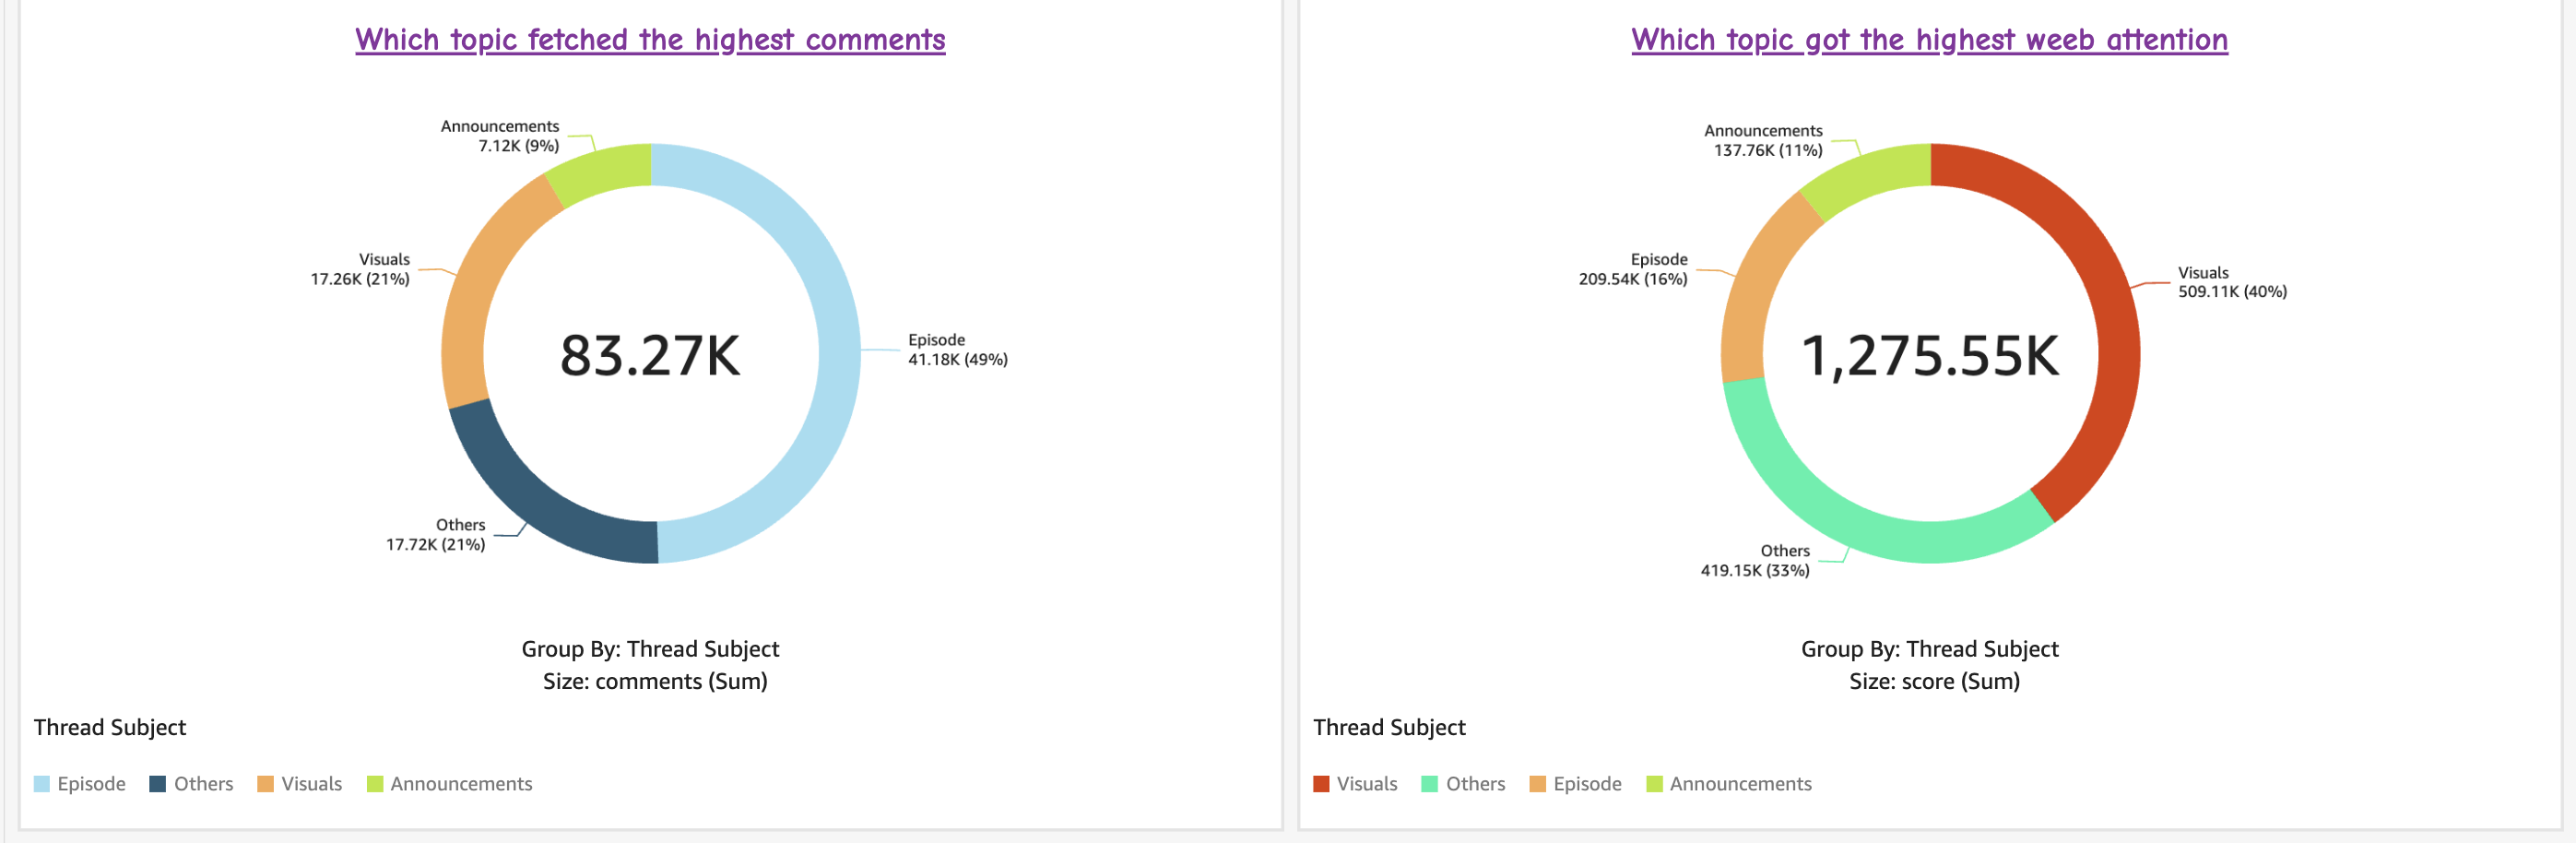 Which topic fetched the highest comments
Announcements
7.12K (9%)
Visuals
17.26K (21%)
83.27K
Episode
41.18K (49%)
Others
17.72K (21%)
Group By: Thread Subject
Size: comments (Sum)
Thread Subject
Episode Others Visuals Announcements
Which topic got the highest weeb attention
Announcements
137.76K (11%)
Episode
209.54K (16%)
Visuals
509.11K (40%)
1,275.55K
Others
419.15K (33%)
Group By: Thread Subject
Size: score (Sum)
Thread Subject
Visuals Others Episode Announcements